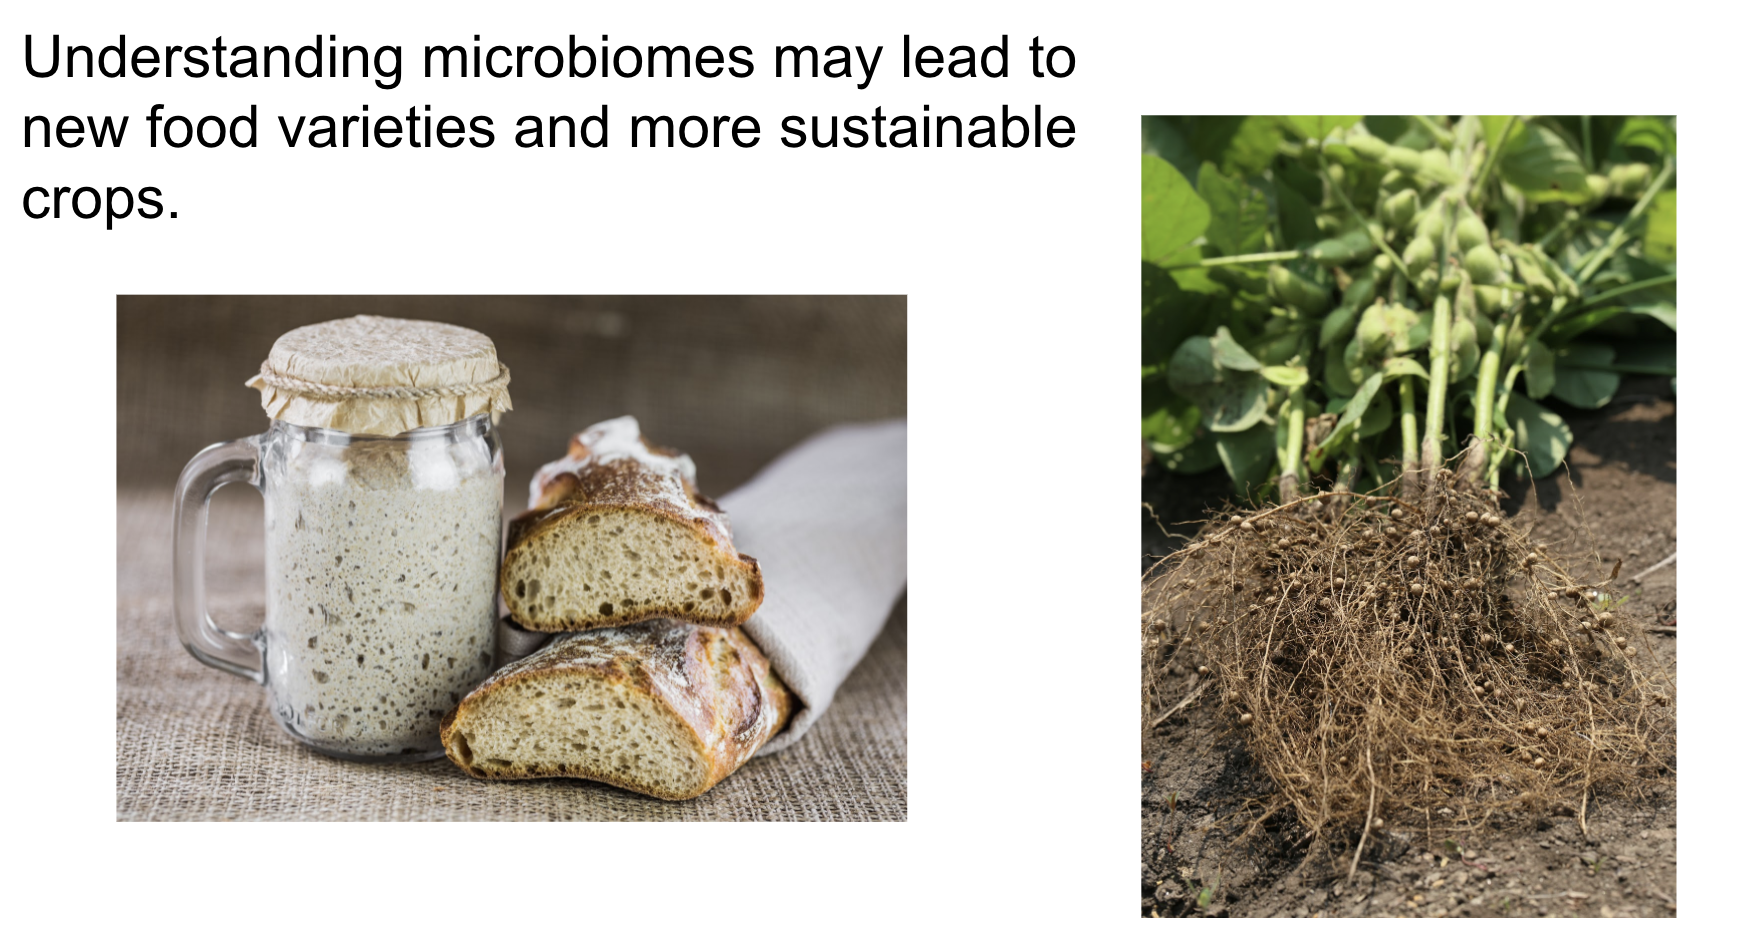 Understanding microbiomes may lead to
new food varieties and more sustainable
crops.